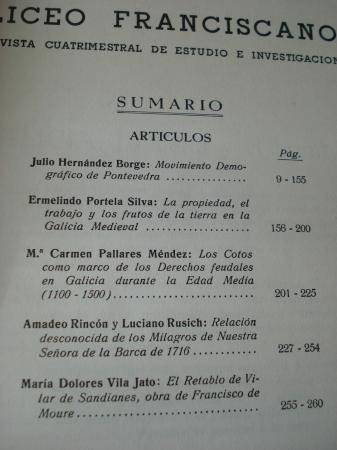 LICEO FRANCISCANO
VISTA CUATRIMESTRAL DE ESTUDIO E INVESTIGACION
SUMARIO
ARTICULOS
Pág.
Julio Hernández Borge: Movimiento Demo-
gráfico de Pontevedra ............... 9 - 155
Ermelindo Portela Silva: La propiedad, el
trabajo y los frutos de la tierra en la
Galicia Medieval ................... 156 - 200
M.ª Carmen Pallares Méndez: Los Cotos
como marco de los Derechos feudales
en Galicia durante la Edad Media
(1100 - 1500) ...................... 201 - 225
Amadeo Rincón y Luciano Rusich: Relación
desconocida de los Milagros de Nuestra
Señora de la Barca de 1716 ............ 227 - 254
María Dolores Vila Jato: El Retablo de Vi-
lar de Sandianes, obra de Francisco de
Moure ............................ 255 - 260